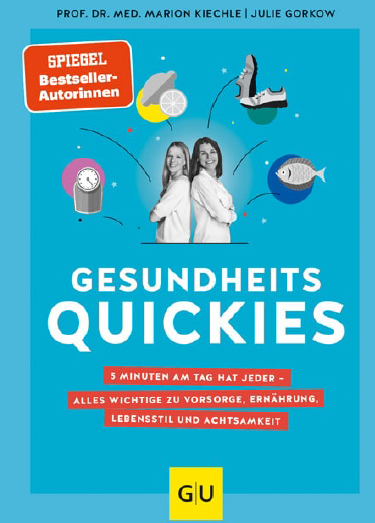 PROF. DR. MED. MARION KIECHLE | JULIE GORKOW
SPIEGEL
Bestseller-
Autorinnen
GESUNDHEITS
QUICKIES
5 MINUTEN AM TAG HAT JEDER –
ALLES WICHTIGE ZU VORSORGE, ERNÄHRUNG,
LEBENSSTIL UND ACHTSAMKEIT
G|U